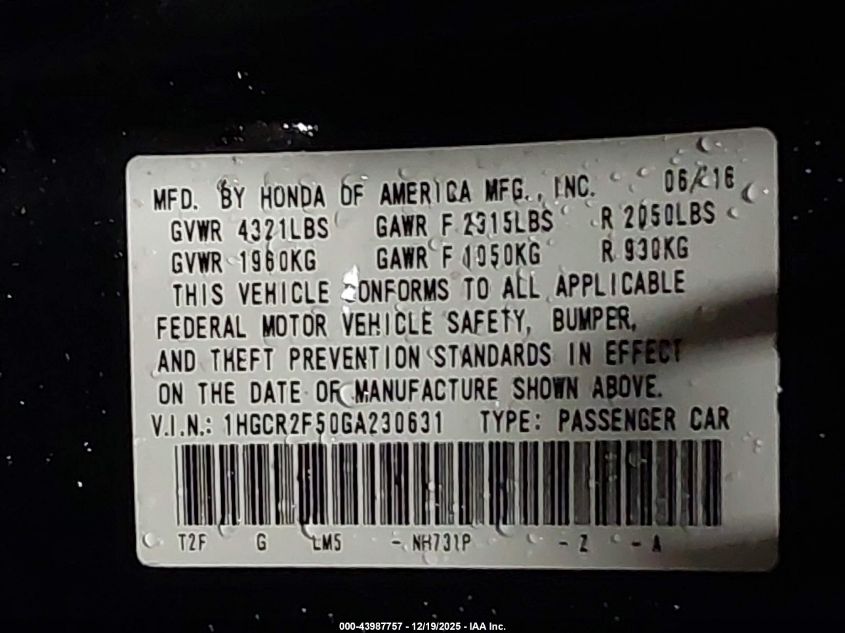 MFD. BY HONDA OF AMERICA MFG., INC. 06/16
GVWR 4321LBS GAWR F 2315LBS R 2050LBS
GVWR 1960KG GAWR F 1050KG R 930KG
THIS VEHICLE CONFORMS TO ALL APPLICABLE
FEDERAL MOTOR VEHICLE SAFETY, BUMPER,
AND THEFT PREVENTION STANDARDS IN EFFECT
ON THE DATE OF MANUFACTURE SHOWN ABOVE.
V.I.N.: 1HGCR2F50GA230631 TYPE: PASSENGER CAR
T2F G LM5 - NH731P - Z - A
000-43987757 - 12/19/2025 - IAA Inc.